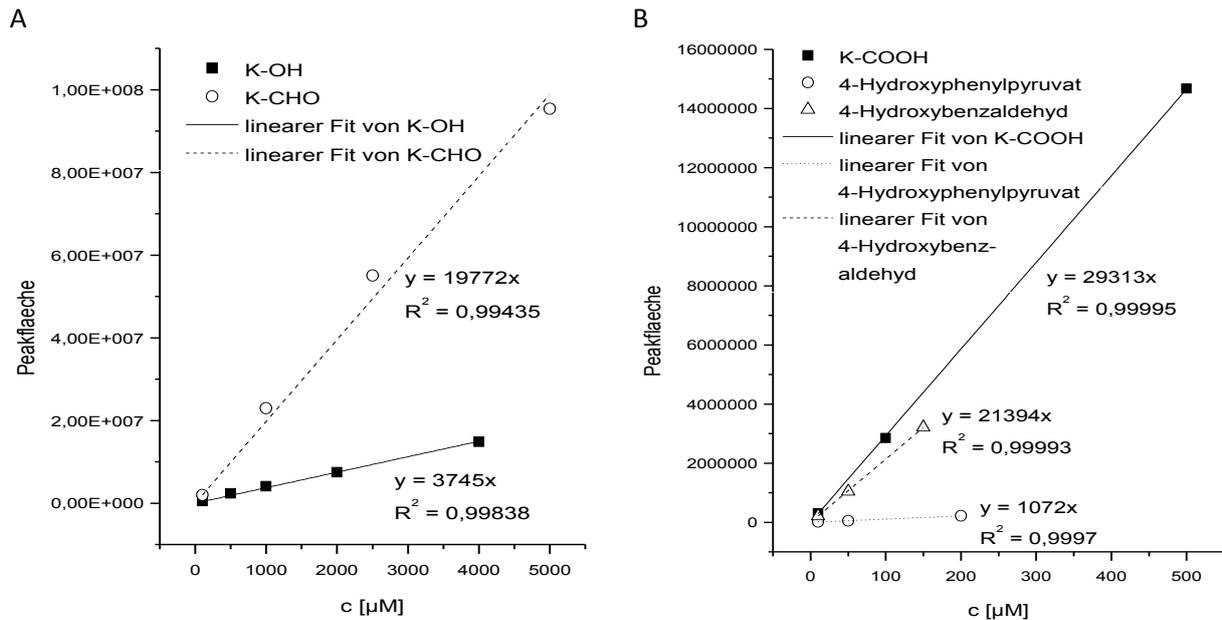 A
K-OH
K-CHO
linearer Fit von K-OH
linearer Fit von K-CHO
1,00E+008
8,00E+007
6,00E+007
4,00E+007
2,00E+007
0,00E+000
Peakflaeche
y = 19772x
R² = 0,99435
y = 3745x
R² = 0,99838
0 1000 2000 3000 4000 5000
c [µM]
B
K-COOH
4-Hydroxyphenylpyruvat
4-Hydroxybenzaldehyd
linearer Fit von K-COOH
linearer Fit von
4-Hydroxyphenylpyruvat
linearer Fit von
4-Hydroxybenz-
aldehyd
16000000
14000000
12000000
10000000
8000000
6000000
4000000
2000000
0
Peakflaeche
y = 29313x
R² = 0,99995
y = 21394x
R² = 0,99993
y = 1072x
R² = 0,9997
0 100 200 300 400 500
c [µM]